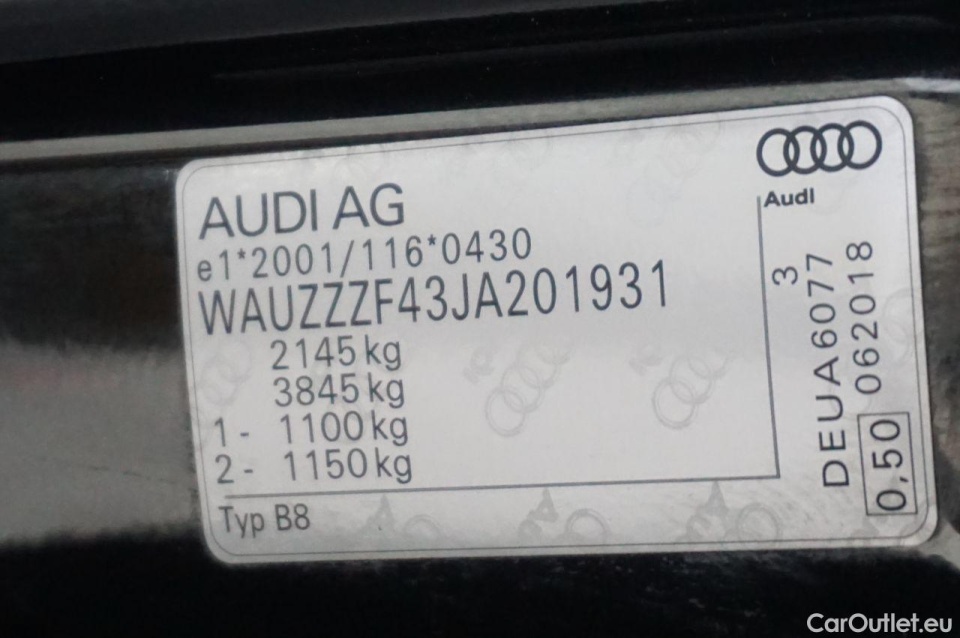 AUDI AG
e1*2001/116*0430
WAUZZZF43JA201931
2145 kg
3845 kg
1 - 1100 kg
2 - 1150 kg
Typ B8
Audi
3
DEUA6077
0,50 062018
CarOutlet.eu